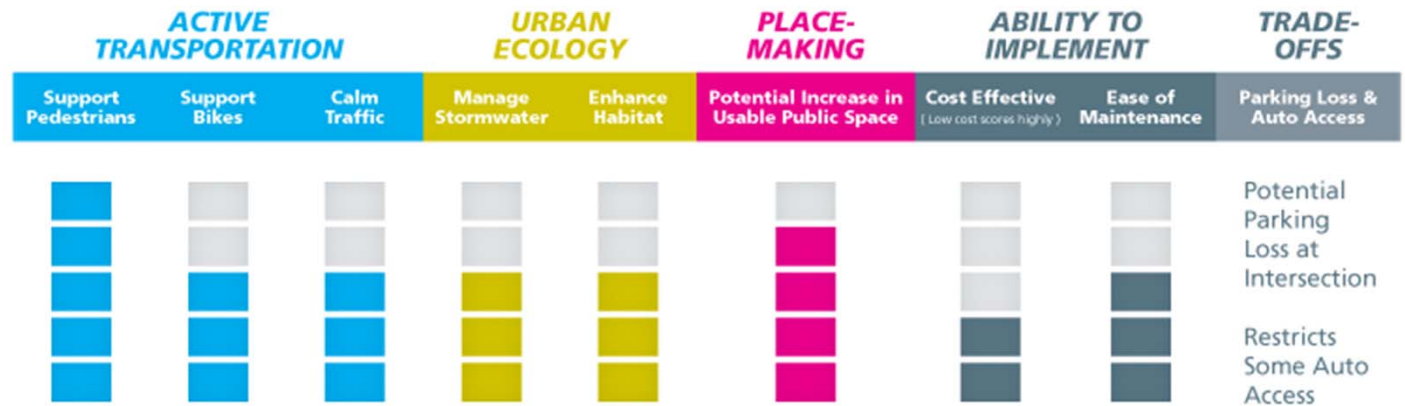 ACTIVE
TRANSPORTATION
URBAN
ECOLOGY
PLACE-
MAKING
ABILITY TO
IMPLEMENT
TRADE-
OFFS
Support
Pedestrians
Support
Bikes
Calm
Traffic
Manage
Stormwater
Enhance
Habitat
Potential Increase in
Usable Public Space
Cost Effective
( Low cost scores highly )
Ease of
Maintenance
Parking Loss &
Auto Access
Potential
Parking
Loss at
Intersection
Restricts
Some Auto
Access